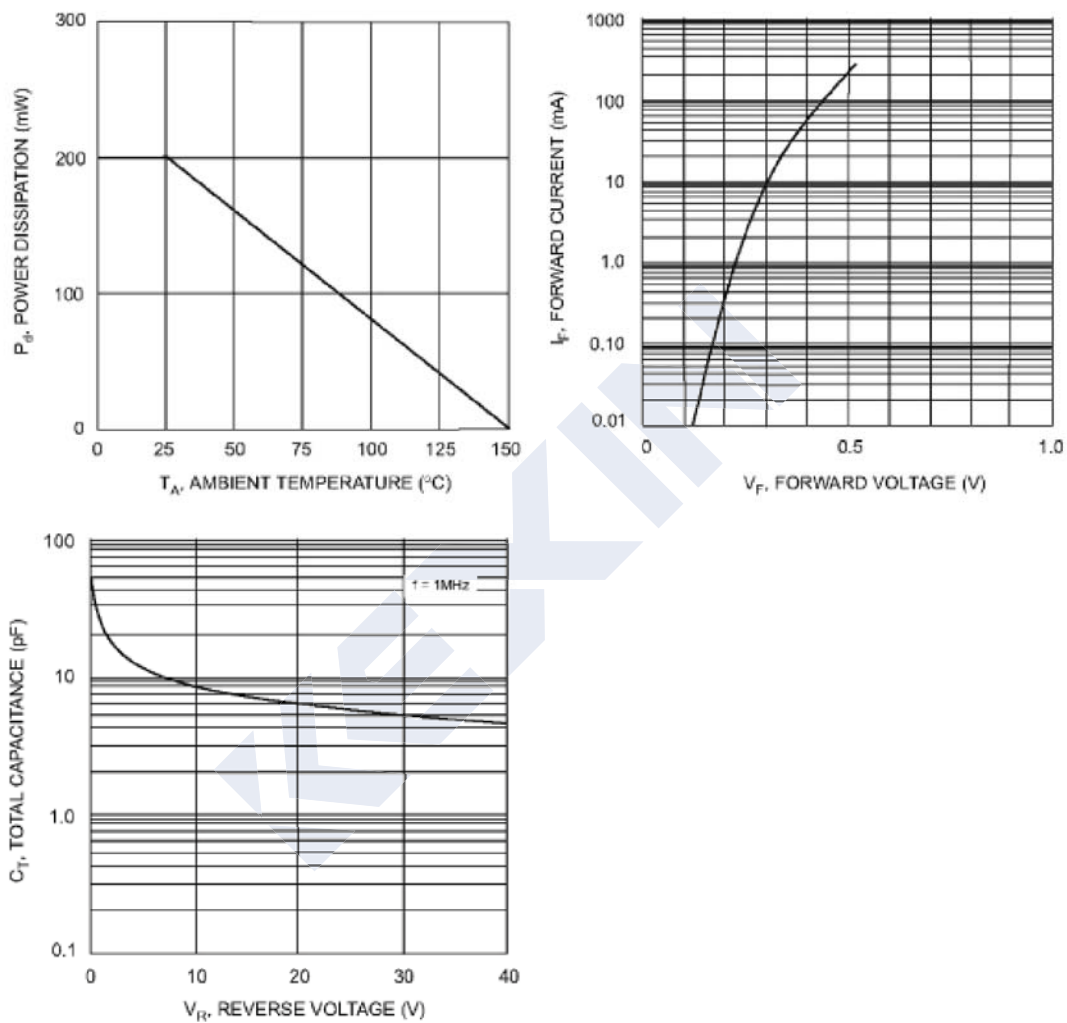 300
200
100
0
0 25 50 75 100 125 150
P_d, POWER DISSIPATION (mW)
T_A, AMBIENT TEMPERATURE (°C)
1000
100
10
1.0
0.10
0.01
0 0.5 1.0
I_F, FORWARD CURRENT (mA)
V_F, FORWARD VOLTAGE (V)
100
10
1.0
0.1
0 10 20 30 40
f = 1MHz
C_T, TOTAL CAPACITANCE (pF)
V_R, REVERSE VOLTAGE (V)
KEXIN